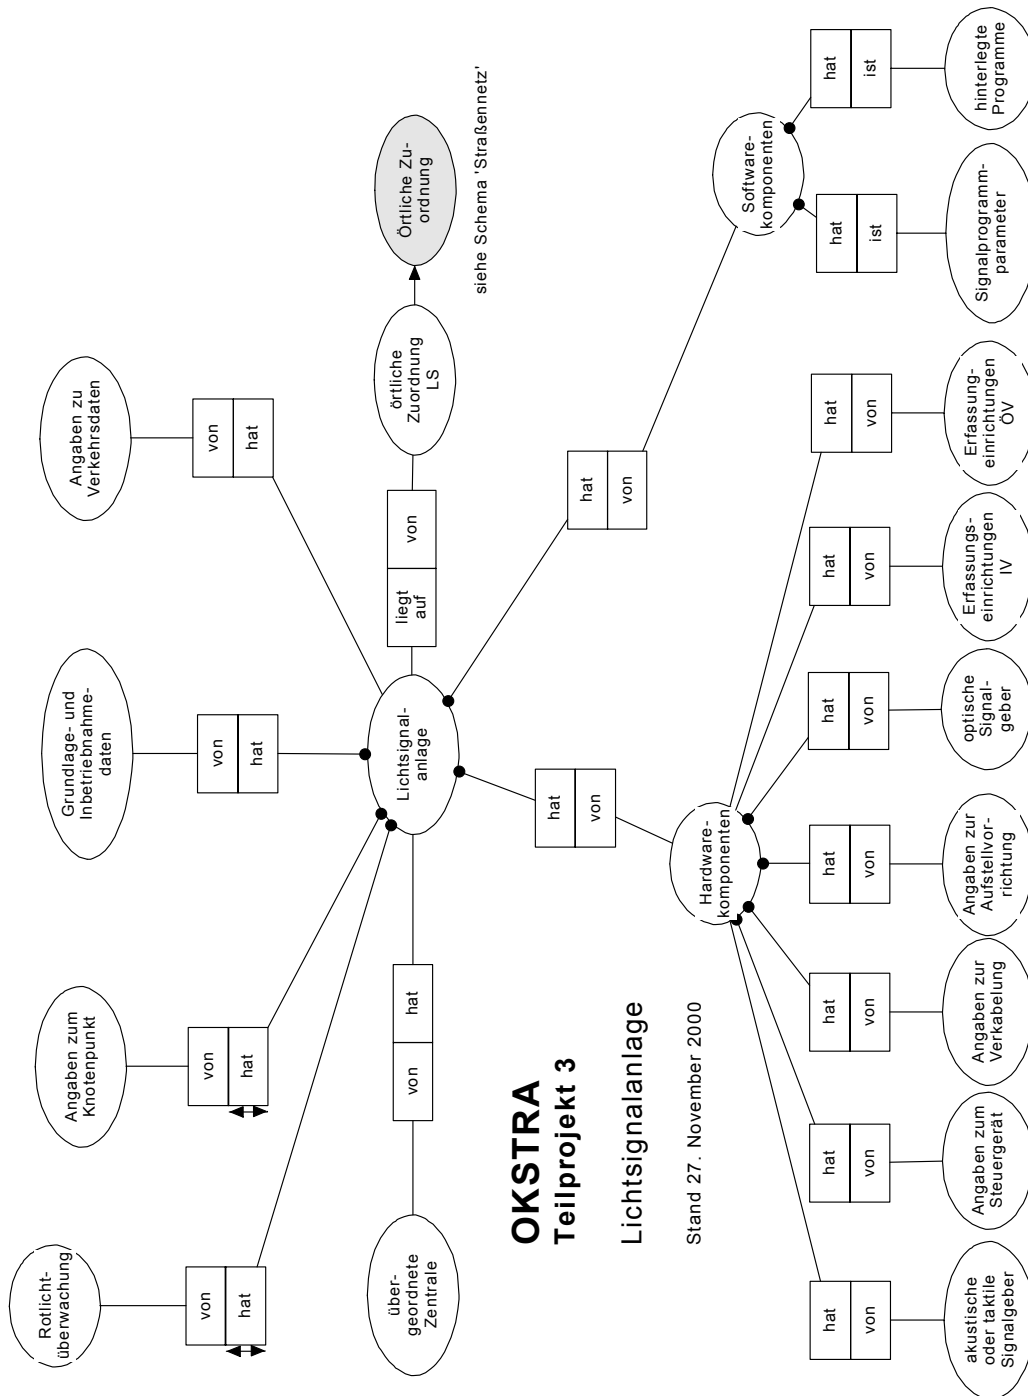 Rotlicht-
überwachung
von
hat
Angaben zum
Knotenpunkt
von
hat
Grundlage- und
Inbetriebnahme-
daten
von
hat
Angaben zu
Verkehrsdaten
von
hat
über-
geordnete
Zentrale
von
hat
Lichtsignal-
anlage
liegt
auf
von
örtliche
Zuordnung
LS
Örtliche Zu-
ordnung
siehe Schema 'Straßennetz'
OKSTRA
Teilprojekt 3
Lichtsignalanlage
Stand 27. November 2000
hat
von
hat
von
Hardware-
komponenten
Software-
komponenten
hat
von
hat
von
hat
von
hat
von
hat
von
hat
von
hat
von
hat
ist
hat
ist
akustische
oder taktile
Signalgeber
Angaben zum
Steuergerät
Angaben zur
Verkabelung
Angaben zur
Aufstellvor-
richtung
optische
Signal-
geber
Erfassungs-
einrichtungen
IV
Erfassung-
einrichtungen
ÖV
Signalprogramm-
parameter
hinterlegte
Programme